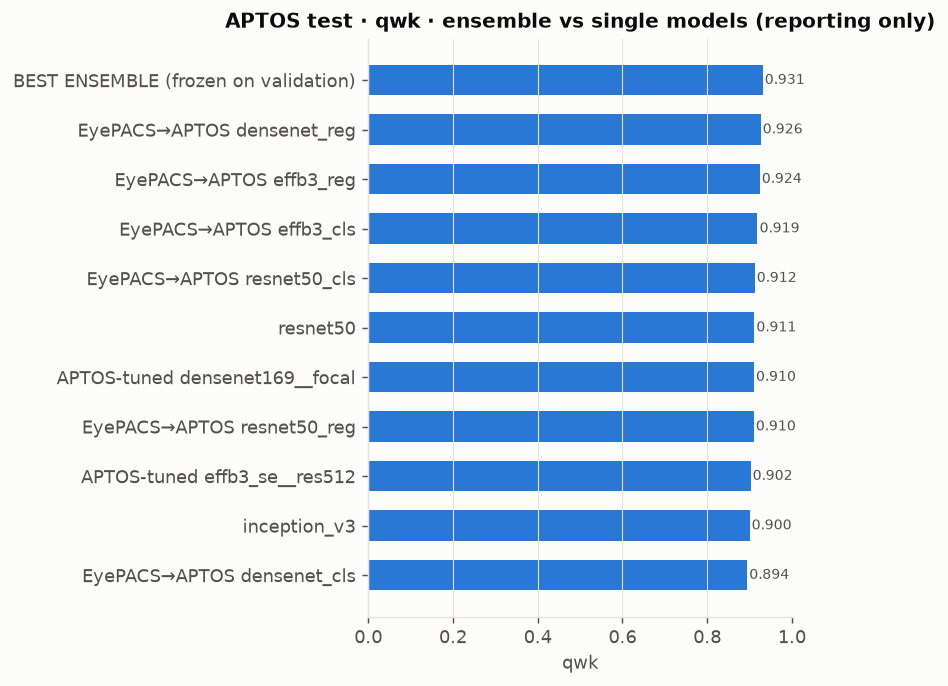 APTOS test · qwk · ensemble vs single models (reporting only)
BEST ENSEMBLE (frozen on validation) 0.931
EyePACS→APTOS densenet_reg 0.926
EyePACS→APTOS effb3_reg 0.924
EyePACS→APTOS effb3_cls 0.919
EyePACS→APTOS resnet50_cls 0.912
resnet50 0.911
APTOS-tuned densenet169__focal 0.910
EyePACS→APTOS resnet50_reg 0.910
APTOS-tuned effb3_se__res512 0.902
inception_v3 0.900
EyePACS→APTOS densenet_cls 0.894
0.0 0.2 0.4 0.6 0.8 1.0
qwk